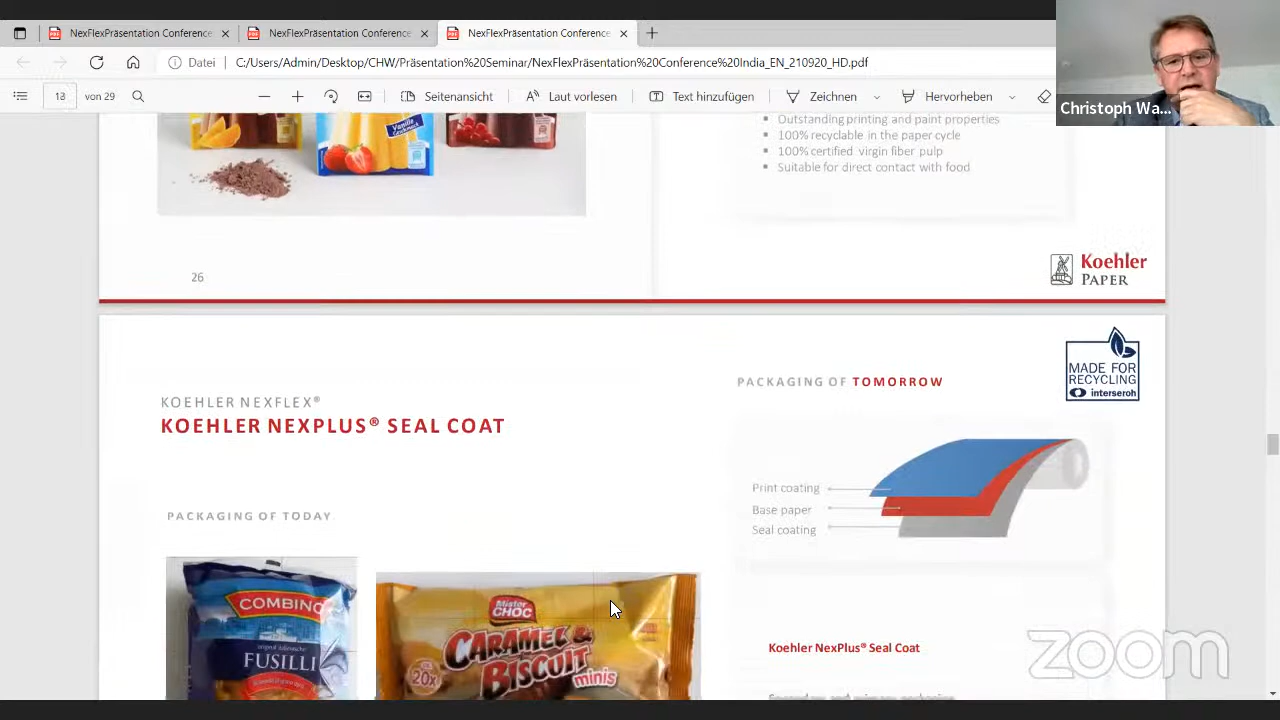 NexFlexPräsentation Conference
NexFlexPräsentation Conference
NexFlexPräsentation Conference
Datei
C:/Users/Admin/Desktop/CHW/Präsentation%20Seminar/NexFlexPräsentation%20Conference%20India_EN_210920_HD.pdf
13 von 29
Seitenansicht
Laut vorlesen
Text hinzufügen
Zeichnen
Hervorheben
Christoph Wa...
Outstanding printing and paint properties
100% recyclable in the paper cycle
100% certified virgin fiber pulp
Suitable for direct contact with food
Vanille
26
Koehler
PAPER
KOEHLER NEXFLEX®
KOEHLER NEXPLUS® SEAL COAT
PACKAGING OF TODAY
COMBINO
FUSILLI
Mister
CHOC
CARAMEL &
BISCUIT
minis
20x
PACKAGING OF TOMORROW
MADE FOR
RECYCLING
interseroh
Print coating
Base paper
Seal coating
Koehler NexPlus® Seal Coat
zoom